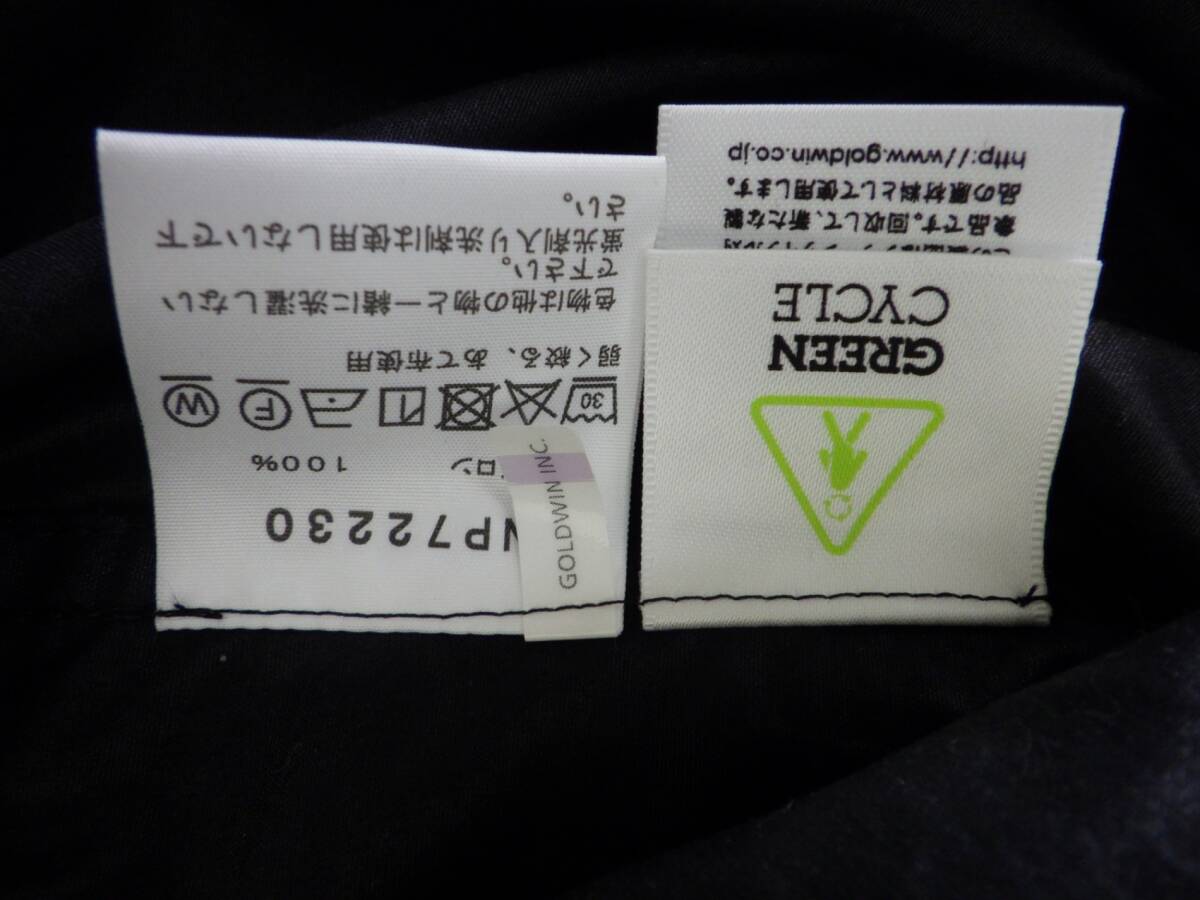 GREEN
CYCLE
象品です。回収して、新たな製
品の原材料として使用します。
http://www.goldwin.co.jp
NP72230
GOLDWIN INC.
ロン 100%
30 F W
弱く絞る、あて布使用
色物は他の物と一緒に洗濯しない
で下さい。
蛍光剤入り洗剤は使用しないで下
さい。